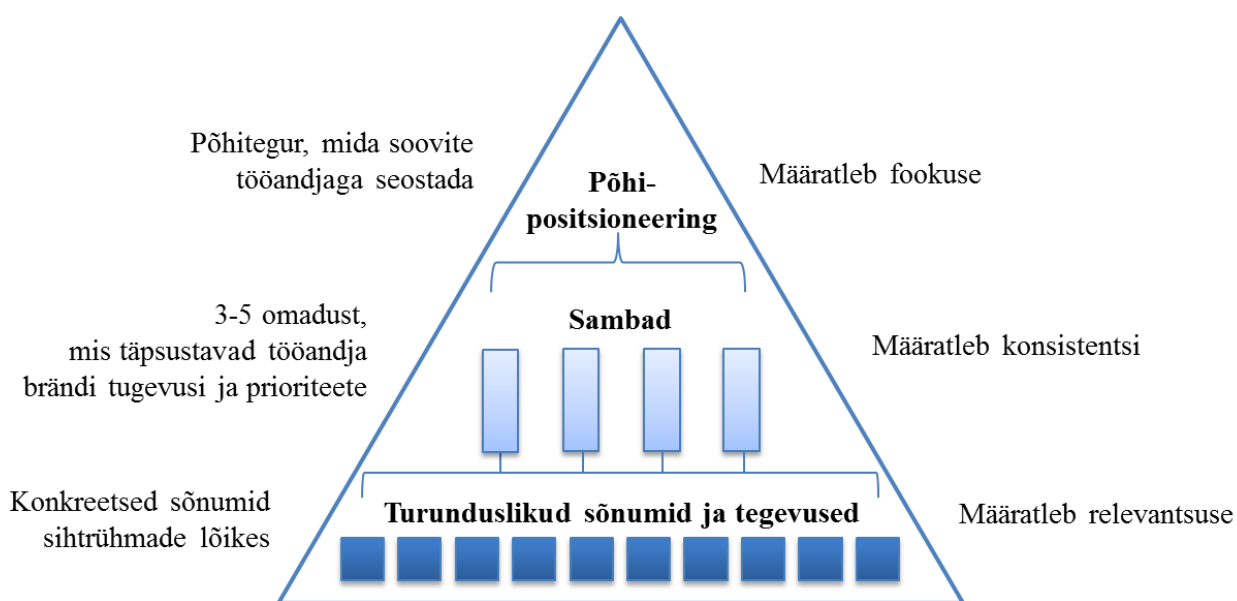 Põhitegur, mida soovite
tööandjaga seostada
Põhi-
positsioneering
Määratleb fookuse
3-5 omadust,
mis täpsustavad tööandja
brändi tugevusi ja prioriteete
Sambad
Määratleb konsistentsi
Konkreetsed sõnumid
sihtrühmade lõikes
Turunduslikud sõnumid ja tegevused
Määratleb relevantsuse